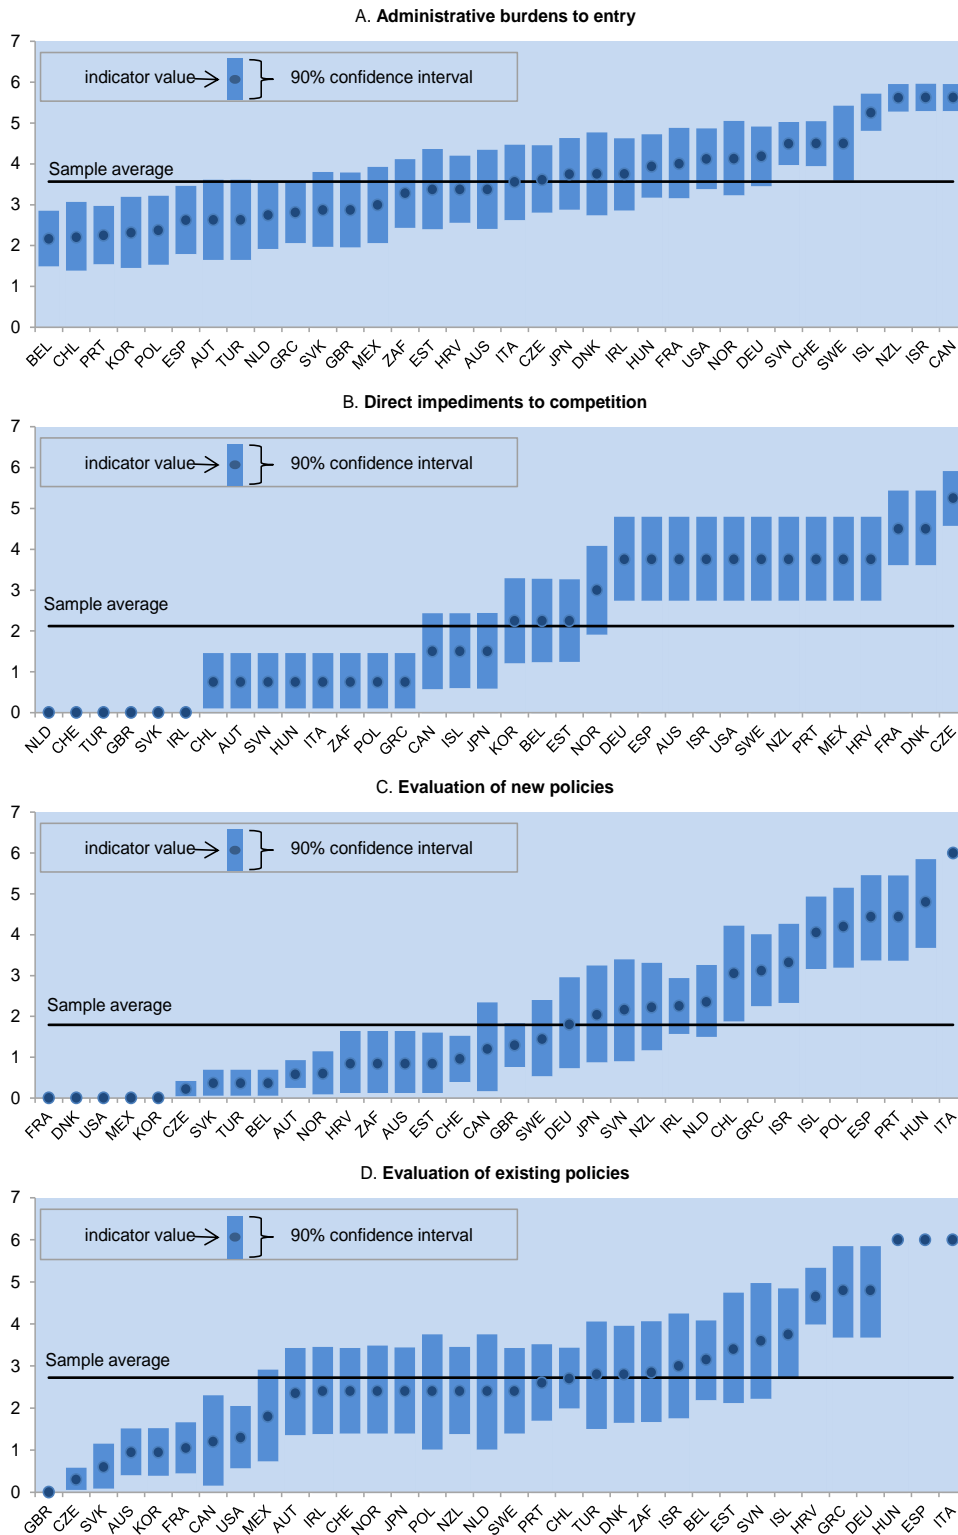 A. Administrative burdens to entry
7
6
5
4
3
2
1
0
indicator value
90% confidence interval
Sample average
BEL CHL PRT KOR POL ESP AUT TUR NLD GRC SVK GBR MEX ZAF EST HRV AUS ITA CZE JPN DNK IRL HUN FRA USA NOR DEU SVN CHE SWE ISL NZL ISR CAN
B. Direct impediments to competition
7
6
5
4
3
2
1
0
indicator value
90% confidence interval
Sample average
NLD CHE TUR GBR SVK IRL CHL AUT SVN HUN ITA ZAF POL GRC CAN ISL JPN KOR BEL EST NOR DEU ESP AUS ISR USA SWE NZL PRT MEX HRV FRA DNK CZE
C. Evaluation of new policies
7
6
5
4
3
2
1
0
indicator value
90% confidence interval
Sample average
FRA DNK USA MEX KOR CZE SVK TUR BEL AUT NOR HRV ZAF AUS EST CHE CAN GBR SWE DEU JPN SVN NZL IRL NLD CHL GRC ISR ISL POL ESP PRT HUN ITA
D. Evaluation of existing policies
7
6
5
4
3
2
1
0
indicator value
90% confidence interval
Sample average
GBR CZE SVK AUS KOR FRA CAN USA MEX AUT IRL CHE NOR JPN POL NZL NLD SWE PRT CHL TUR DNK ZAF ISR BEL EST SVN ISL HRV GRC DEU HUN ESP ITA